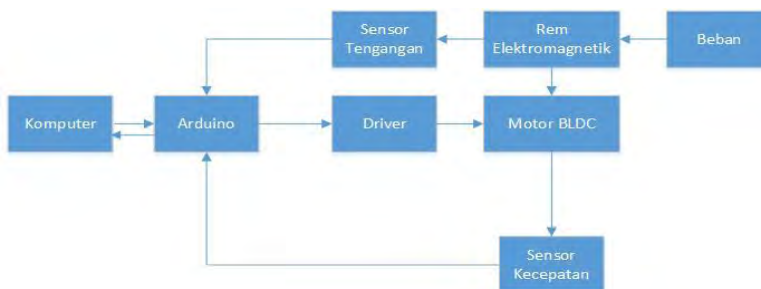 Sensor
Tengangan
Rem
Elektromagnetik
Beban
Komputer
Arduino
Driver
Motor BLDC
Sensor
Kecepatan